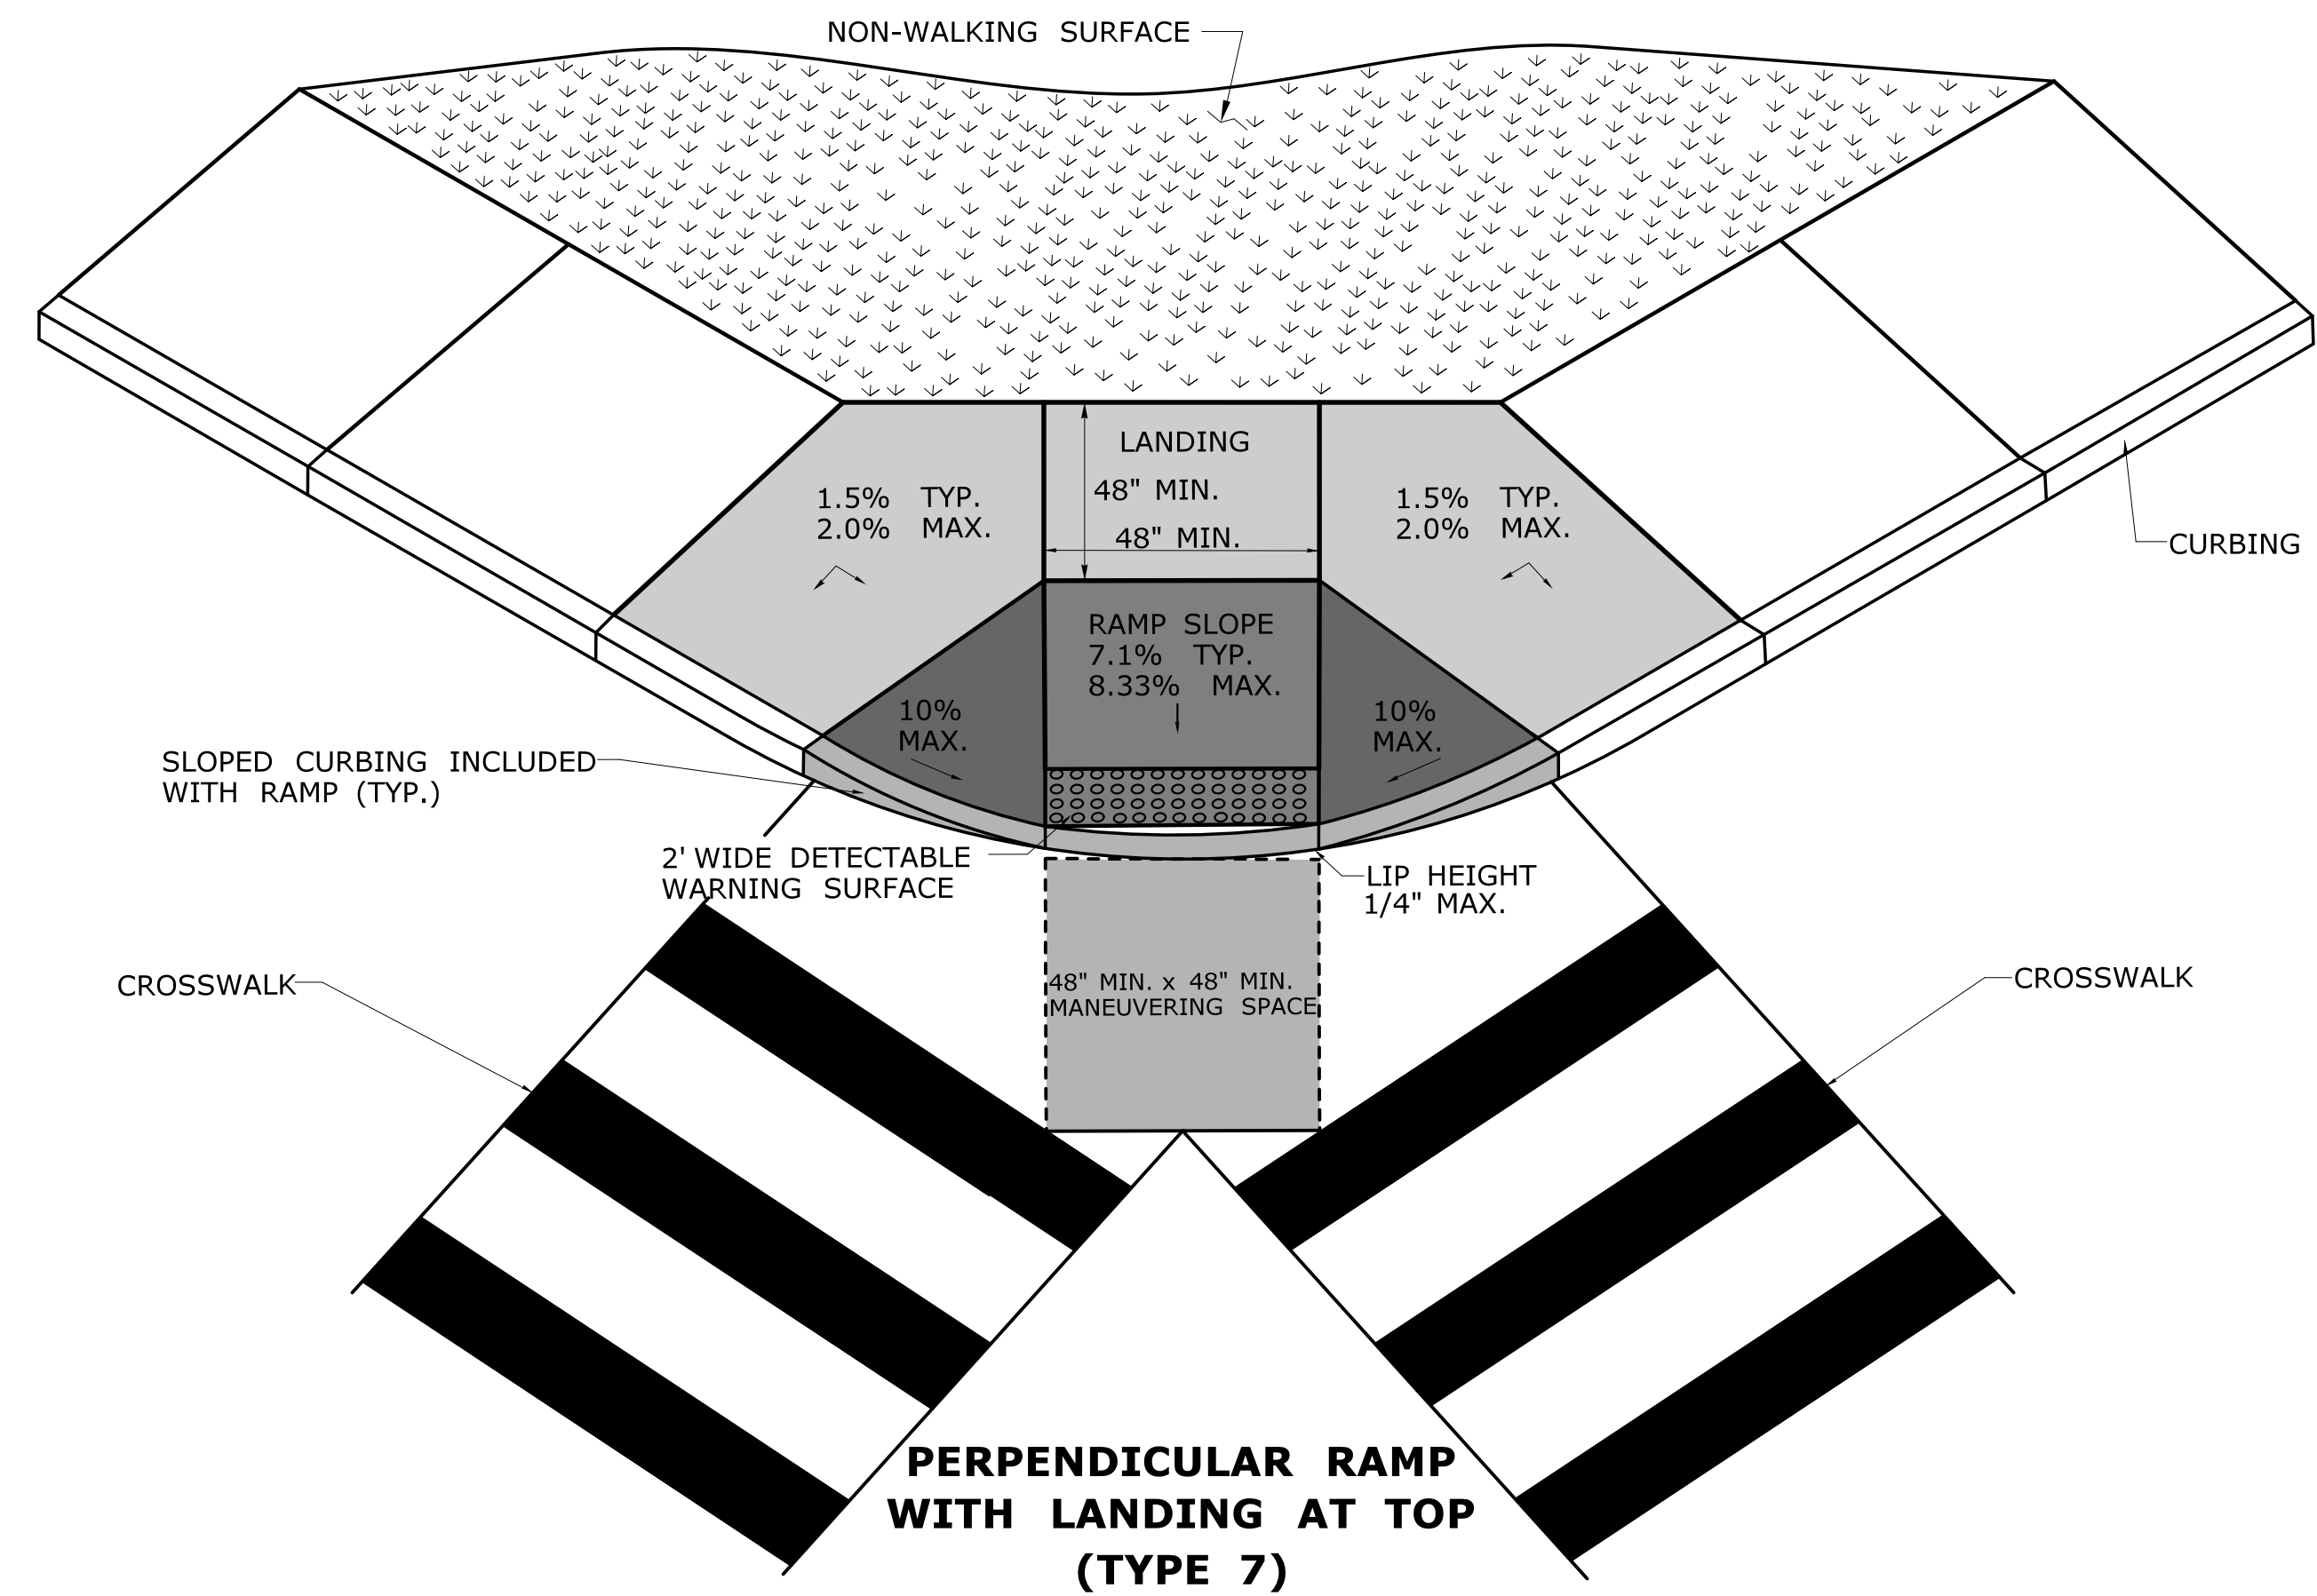 NON-WALKING SURFACE
LANDING
48" MIN.
48" MIN.
1.5% TYP.
2.0% MAX.
1.5% TYP.
2.0% MAX.
CURBING
RAMP SLOPE
7.1% TYP.
8.33% MAX.
10%
MAX.
10%
MAX.
SLOPED CURBING INCLUDED
WITH RAMP (TYP.)
2' WIDE DETECTABLE
WARNING SURFACE
LIP HEIGHT
1/4" MAX.
48" MIN. x 48" MIN.
MANEUVERING SPACE
CROSSWALK
CROSSWALK
PERPENDICULAR RAMP
WITH LANDING AT TOP
(TYPE 7)